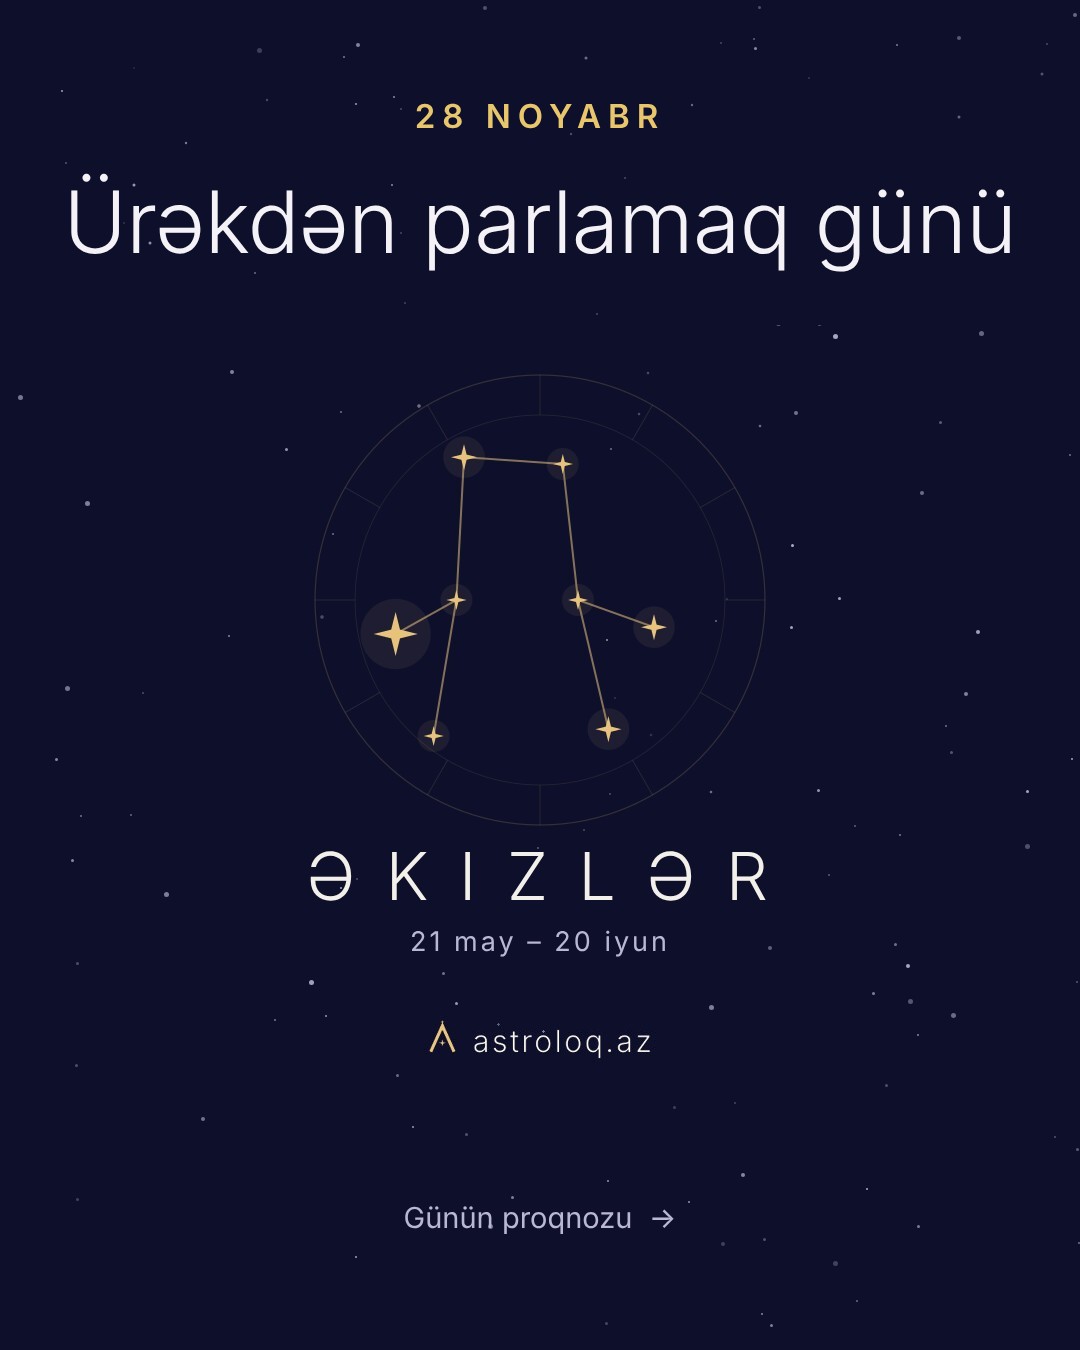 28 NOYABR
Ürəkdən parlamaq günü
ƏKIZLƏR
21 may – 20 iyun
astroloq.az
Günün proqnozu →